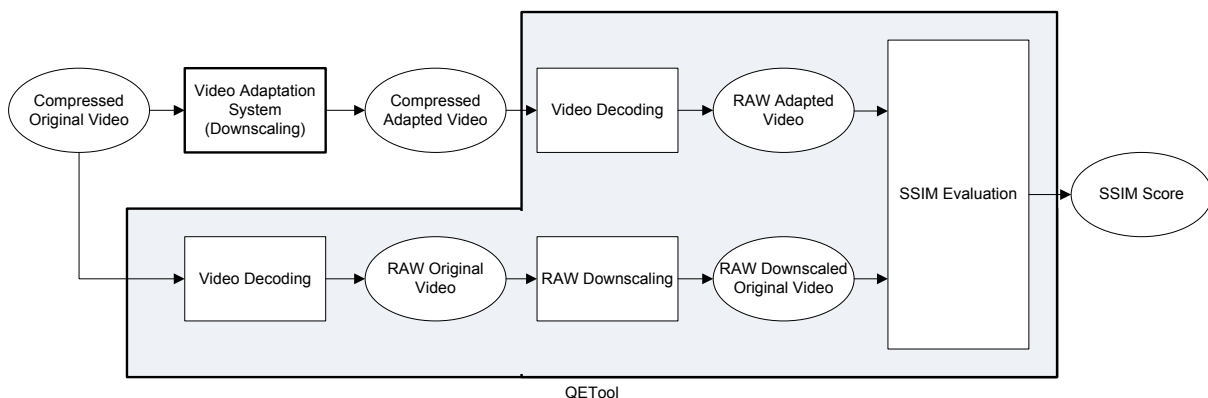 Compressed
Original Video
Video Adaptation
System
(Downscaling)
Compressed
Adapted Video
Video Decoding
RAW Adapted
Video
SSIM Evaluation
SSIM Score
Video Decoding
RAW Original
Video
RAW Downscaling
RAW Downscaled
Original Video
QETool